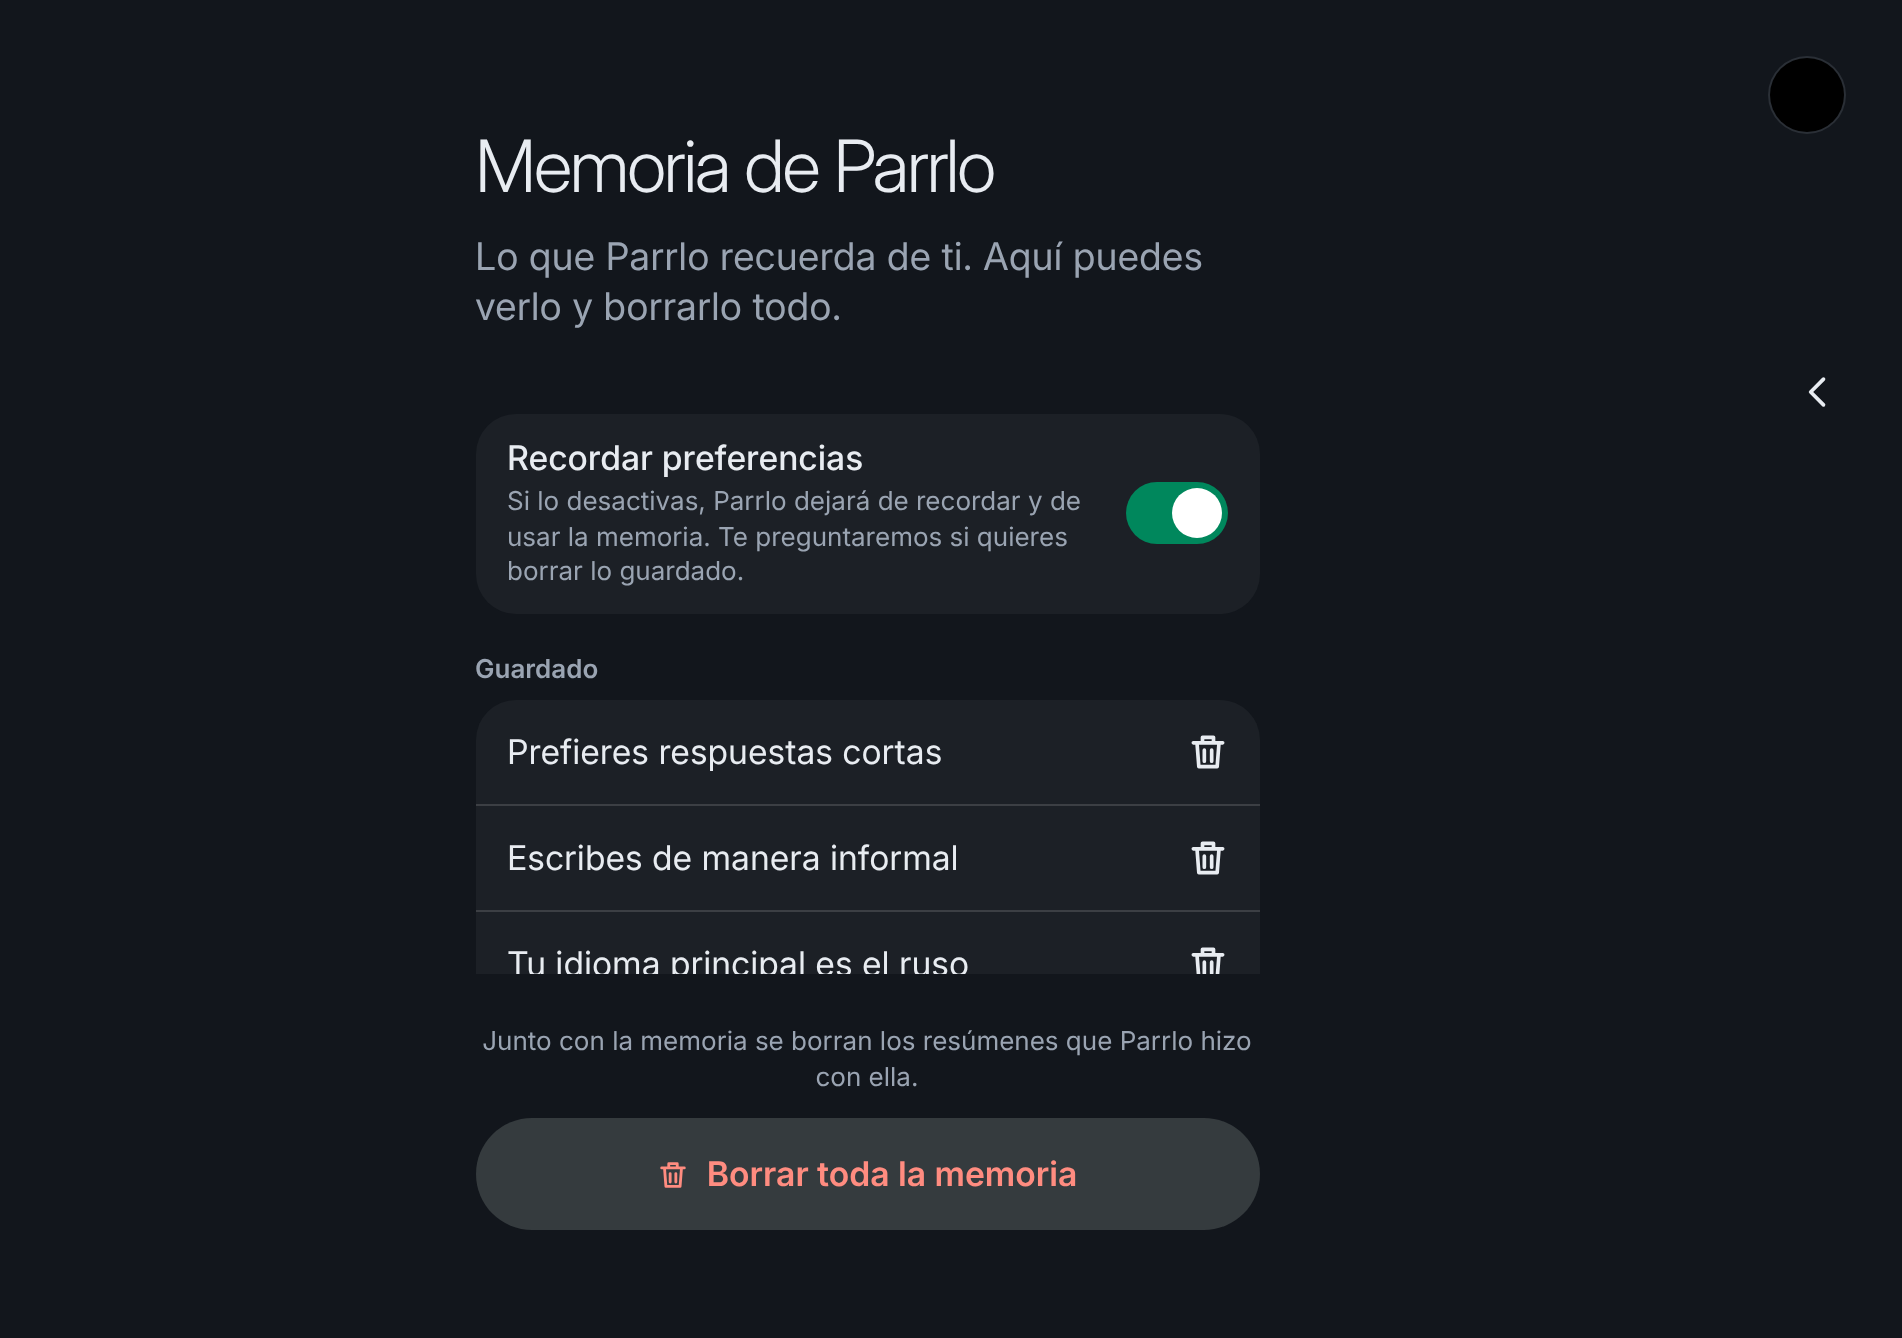 Memoria de Parrlo
Lo que Parrlo recuerda de ti. Aquí puedes
verlo y borrarlo todo.
Recordar preferencias
Si lo desactivas, Parrlo dejará de recordar y de
usar la memoria. Te preguntaremos si quieres
borrar lo guardado.
Guardado
Prefieres respuestas cortas
Escribes de manera informal
Tu idioma principal es el ruso
Junto con la memoria se borran los resúmenes que Parrlo hizo
con ella.
Borrar toda la memoria